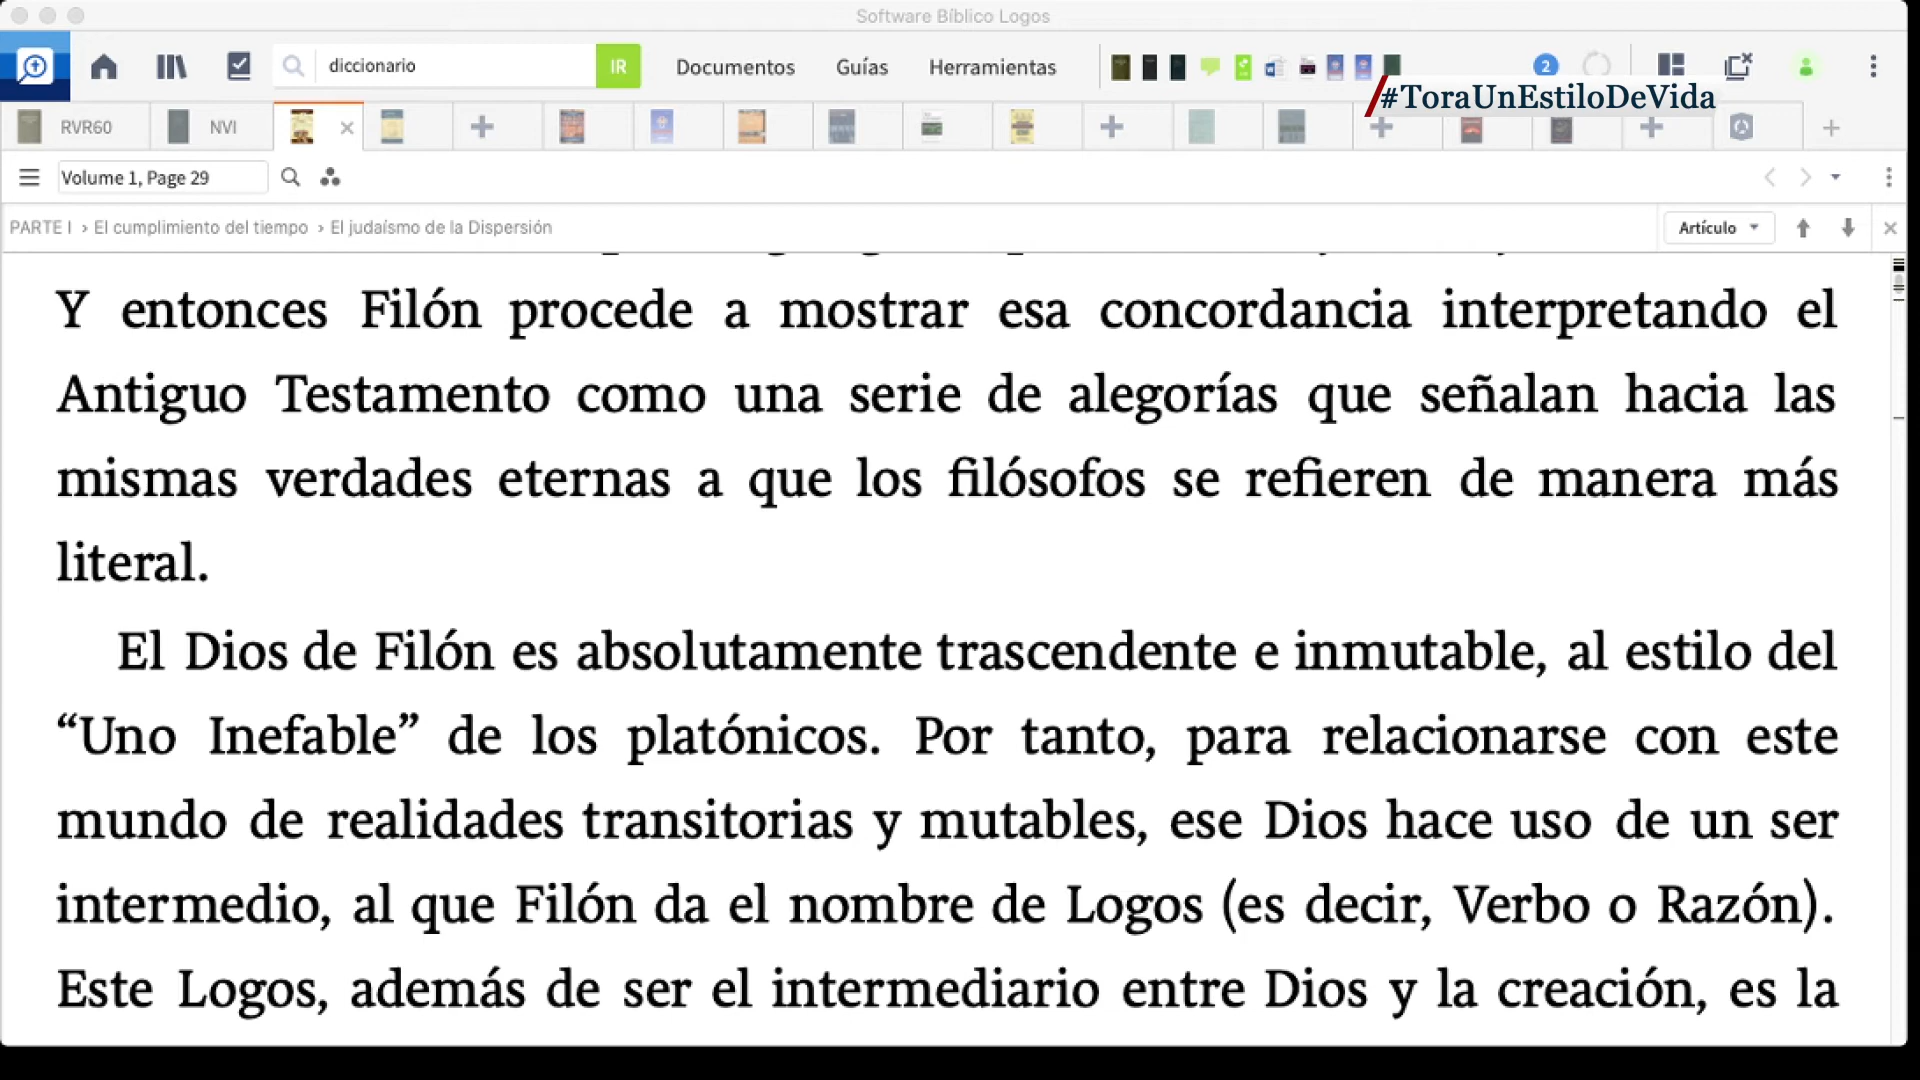 Software Bíblico Logos
diccionario
IR
Documentos
Guías
Herramientas
2
#ToraUnEstiloDeVida
RVR60
NVI
Volume 1, Page 29
PARTE I › El cumplimiento del tiempo › El judaísmo de la Dispersión
Artículo
Y entonces Filón procede a mostrar esa concordancia interpretando el
Antiguo Testamento como una serie de alegorías que señalan hacia las
mismas verdades eternas a que los filósofos se refieren de manera más
literal.
El Dios de Filón es absolutamente trascendente e inmutable, al estilo del
“Uno Inefable” de los platónicos. Por tanto, para relacionarse con este
mundo de realidades transitorias y mutables, ese Dios hace uso de un ser
intermedio, al que Filón da el nombre de Logos (es decir, Verbo o Razón).
Este Logos, además de ser el intermediario entre Dios y la creación, es la